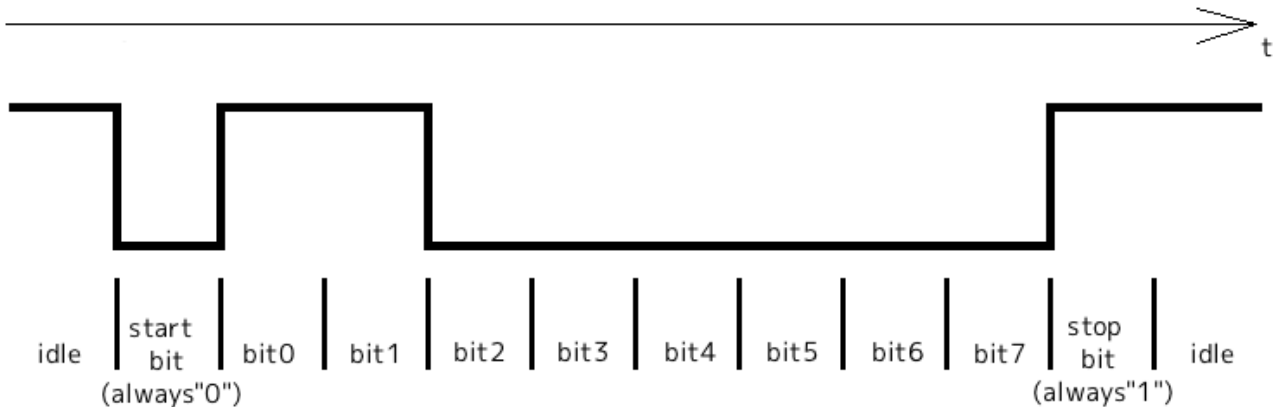 t
idle
start
bit
(always"0")
bit0
bit1
bit2
bit3
bit4
bit5
bit6
bit7
stop
bit
(always"1")
idle